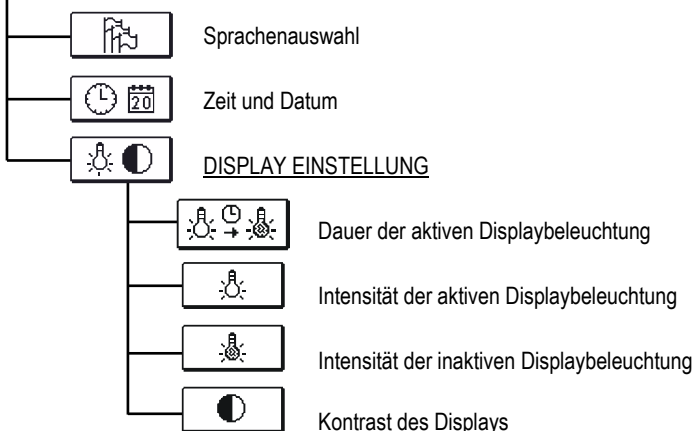 Sprachenauswahl
20
Zeit und Datum
DISPLAY EINSTELLUNG
Dauer der aktiven Displaybeleuchtung
Intensität der aktiven Displaybeleuchtung
Intensität der inaktiven Displaybeleuchtung
Kontrast des Displays